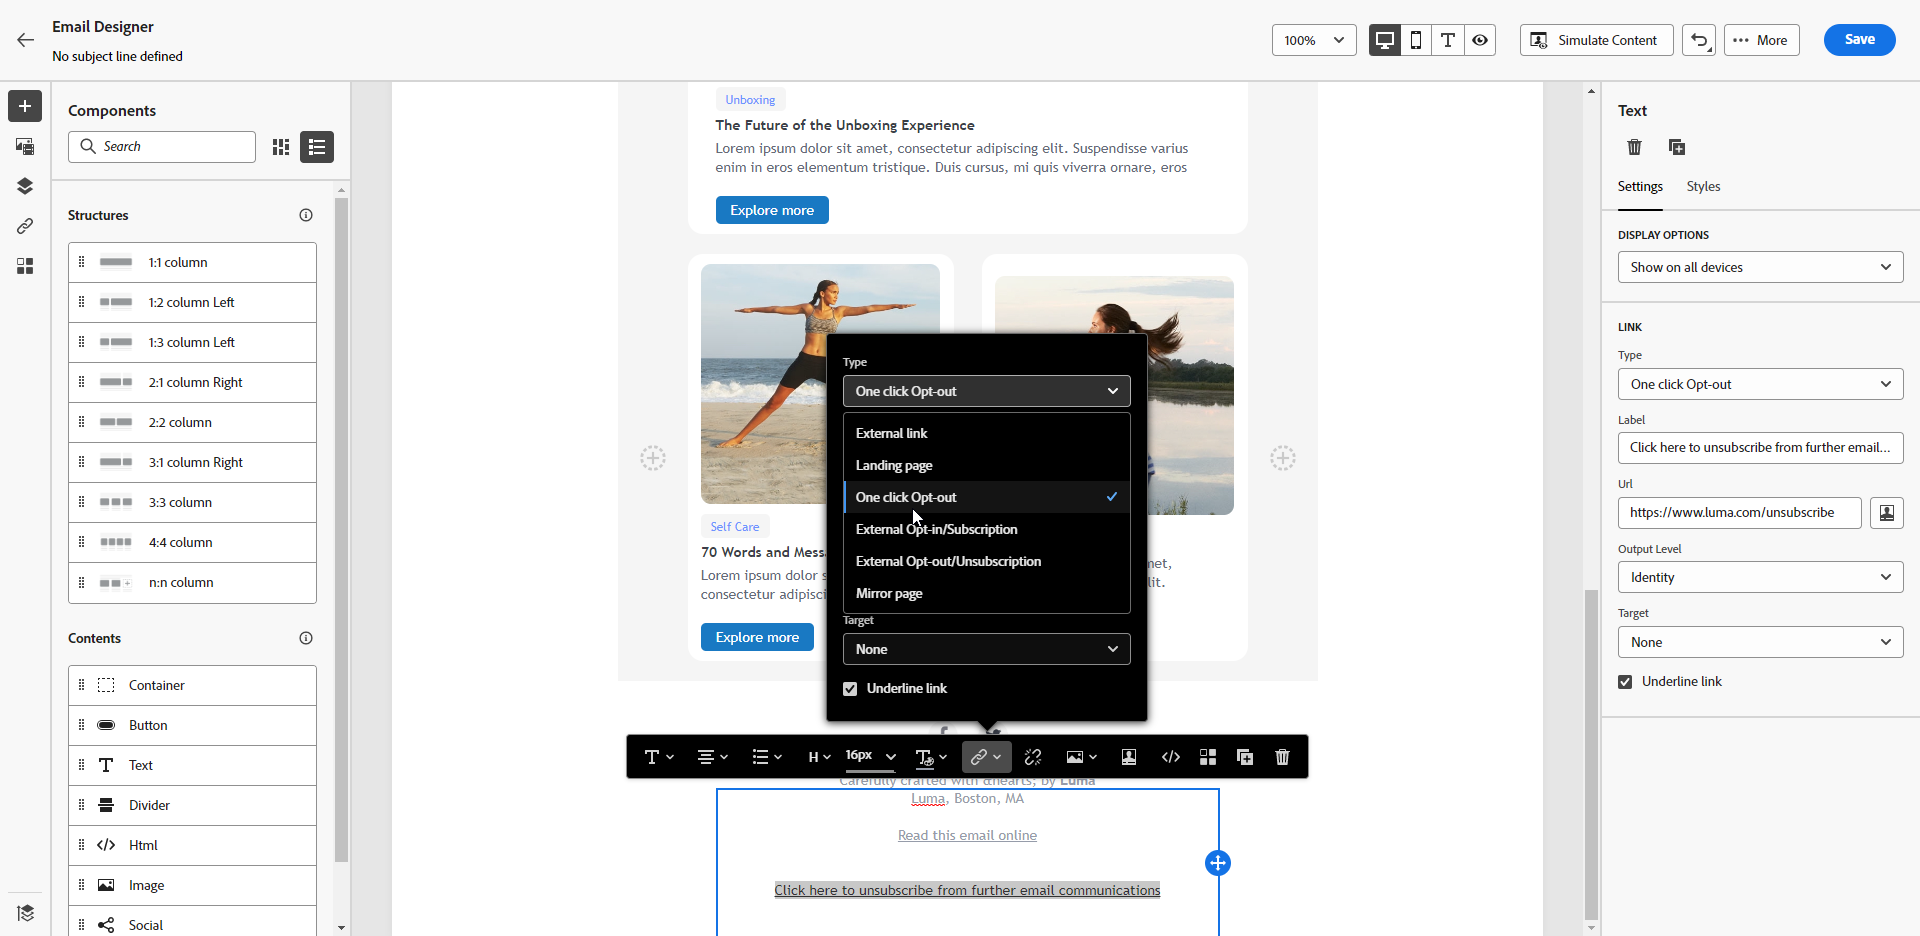 Email Designer
No subject line defined
100%
Simulate Content
More
Save
Components
Search
Structures
1:1 column
1:2 column Left
1:3 column Left
2:1 column Right
2:2 column
3:1 column Right
3:3 column
4:4 column
n:n column
Contents
Container
Button
Text
Divider
Html
Image
Social
Unboxing
The Future of the Unboxing Experience
Lorem ipsum dolor sit amet, consectetur adipiscing elit. Suspendisse varius
enim in eros elementum tristique. Duis cursus, mi quis viverra ornare, eros
Explore more
Self Care
70 Words and Mess
Lorem ipsum dolor s
consectetur adipisci
Explore more
met,
lit.
Type
One click Opt-out
External link
Landing page
One click Opt-out
External Opt-in/Subscription
External Opt-out/Unsubscription
Mirror page
Target
None
Underline link
H
16px
Carefully crafted with &hearts; by Luma
Luma, Boston, MA
Read this email online
Click here to unsubscribe from further email communications
Text
Settings
Styles
DISPLAY OPTIONS
Show on all devices
LINK
Type
One click Opt-out
Label
Click here to unsubscribe from further email...
Url
https://www.luma.com/unsubscribe
Output Level
Identity
Target
None
Underline link